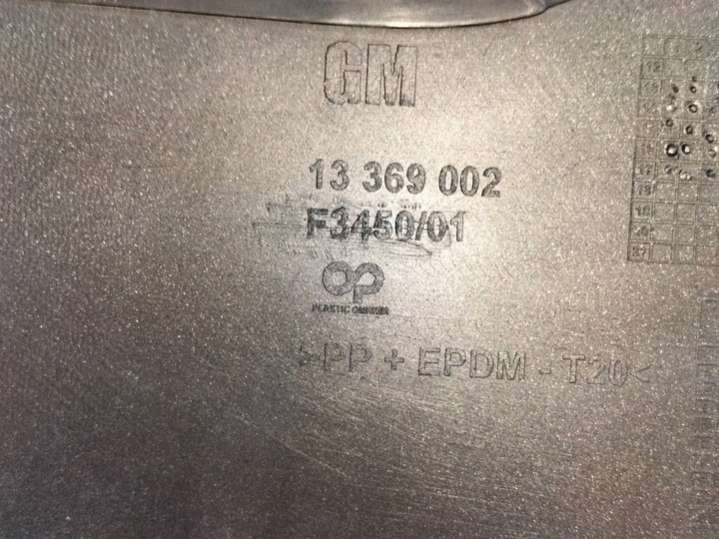 GM
13 369 002
F3450/01
PLASTIC OMNIUM
>PP + EPDM - T20<